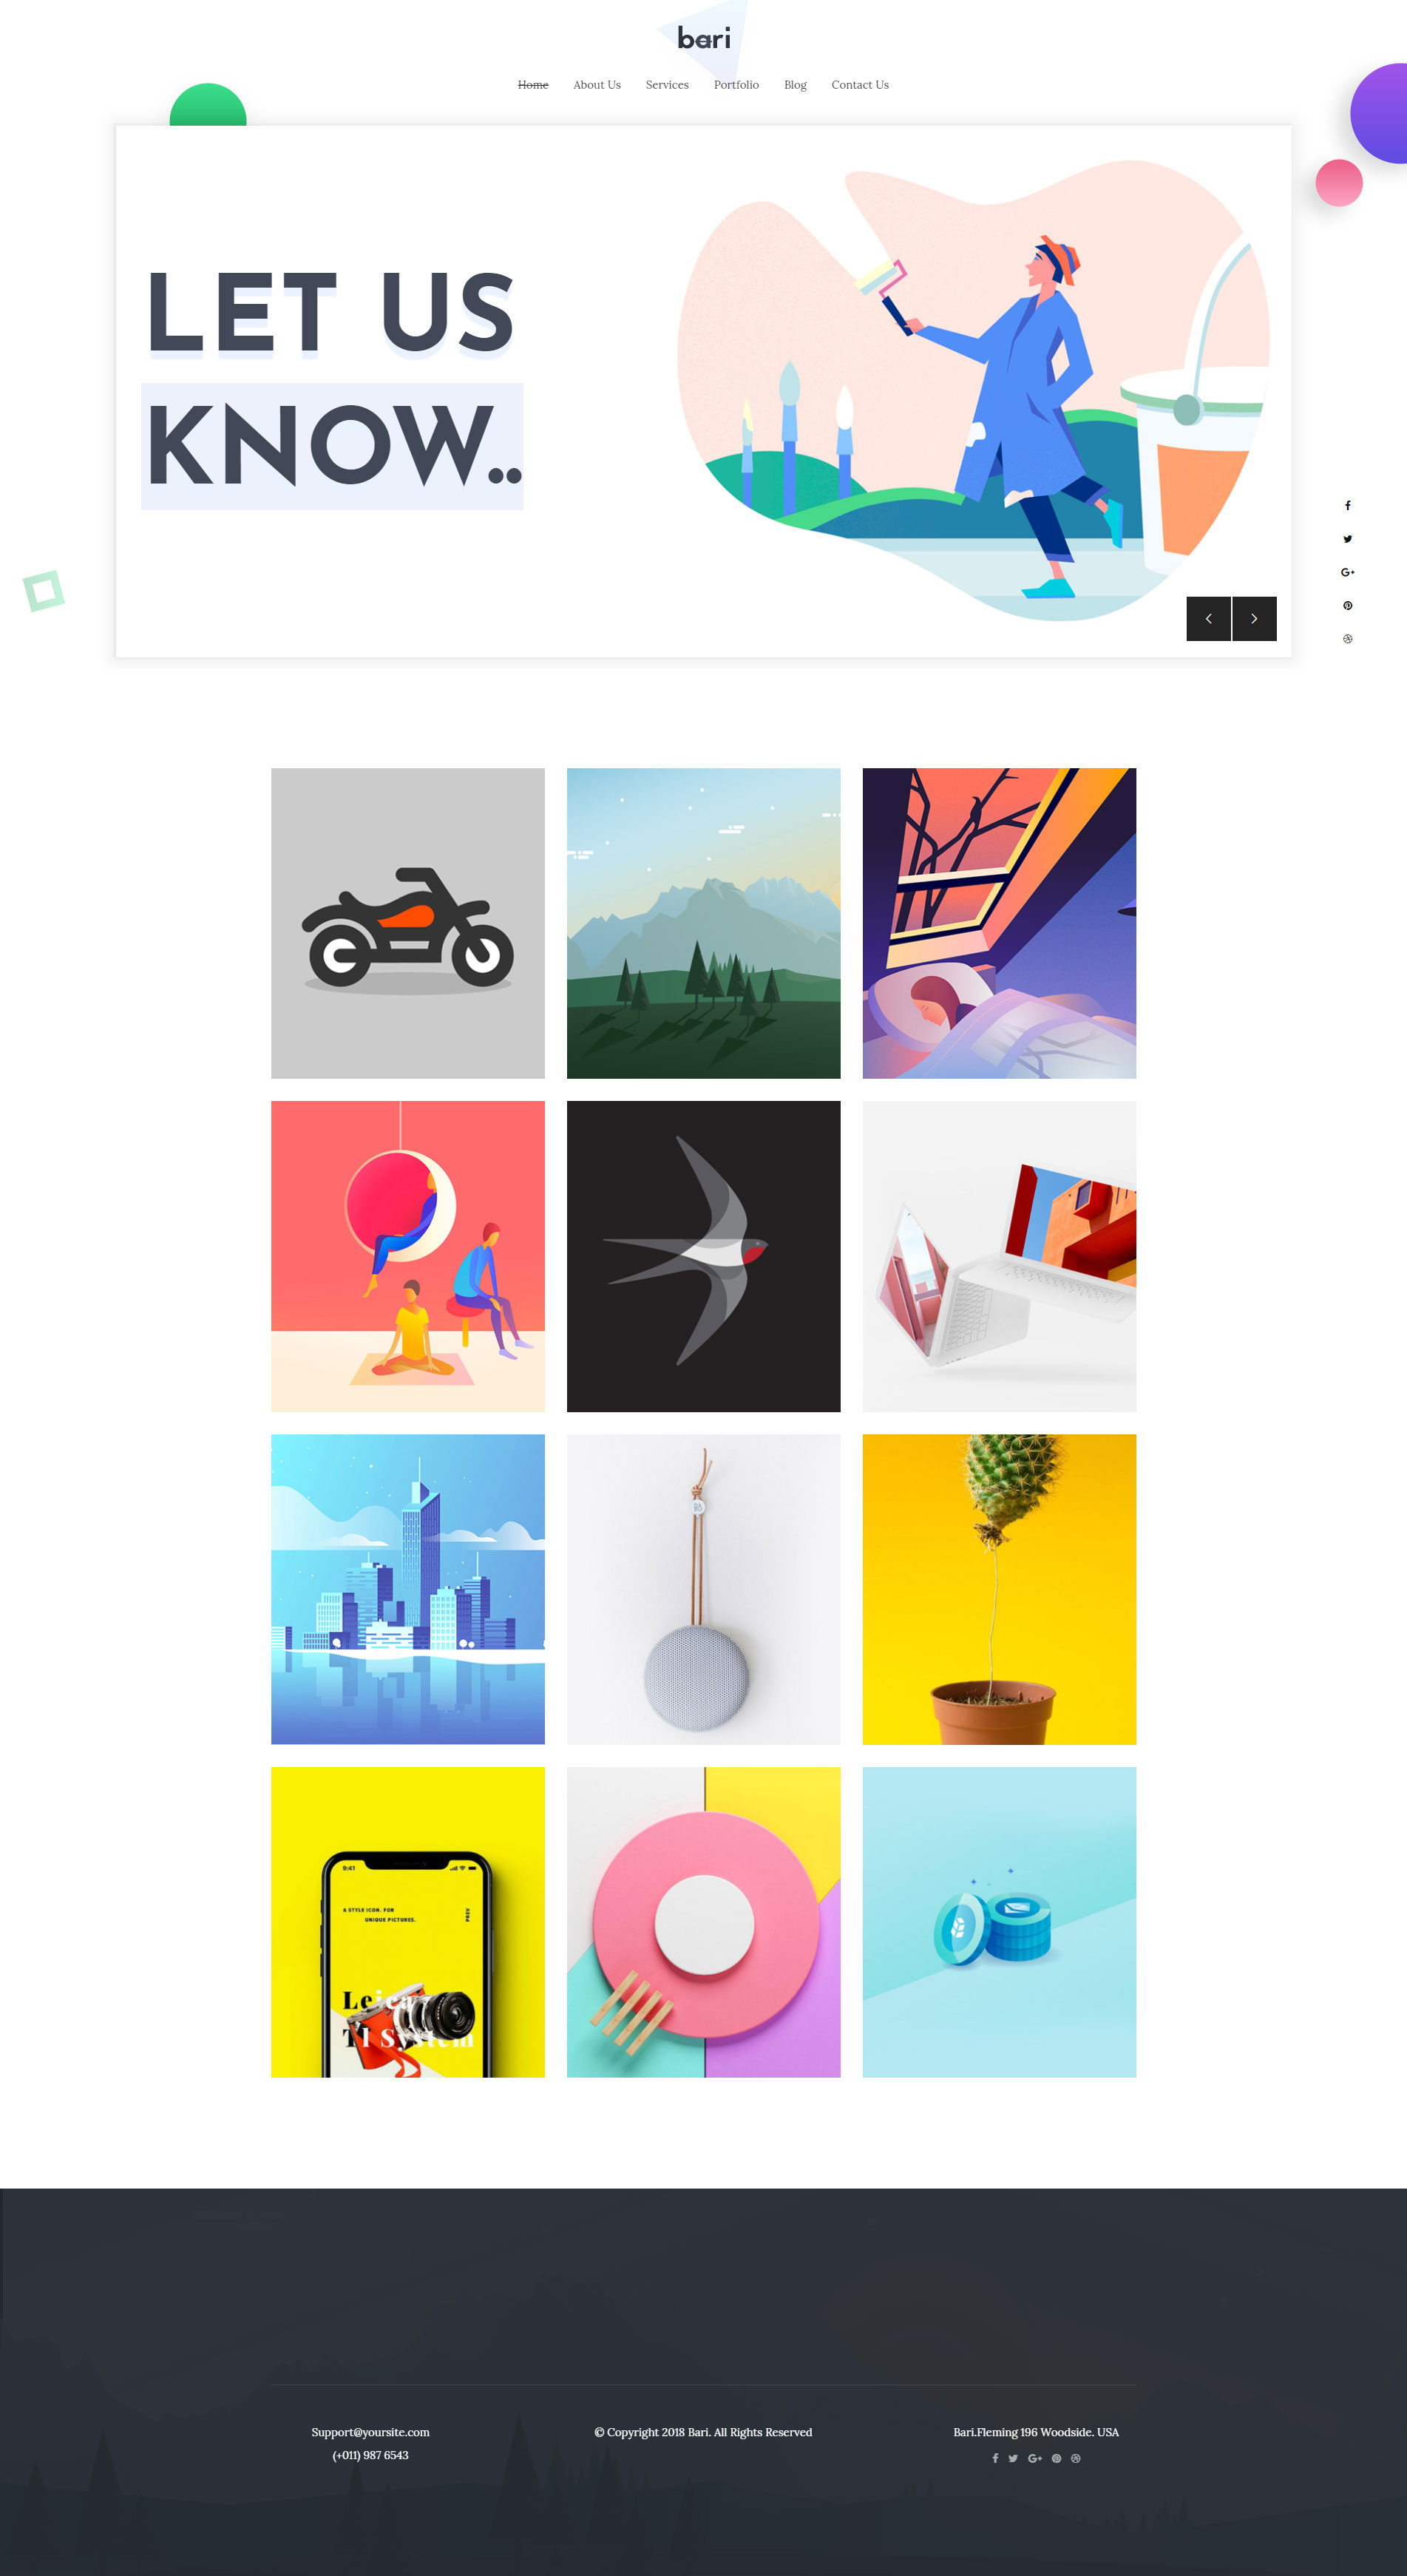 bari
Home About Us Services Portfolio Blog Contact Us
LET US
KNOW..
9:41
A STYLE ICON. FOR
UNIQUE PICTURES.
PREV
Leica
Tl System
Support@yoursite.com
(+011) 987 6543
© Copyright 2018 Bari. All Rights Reserved
Bari.Fleming 196 Woodside. USA